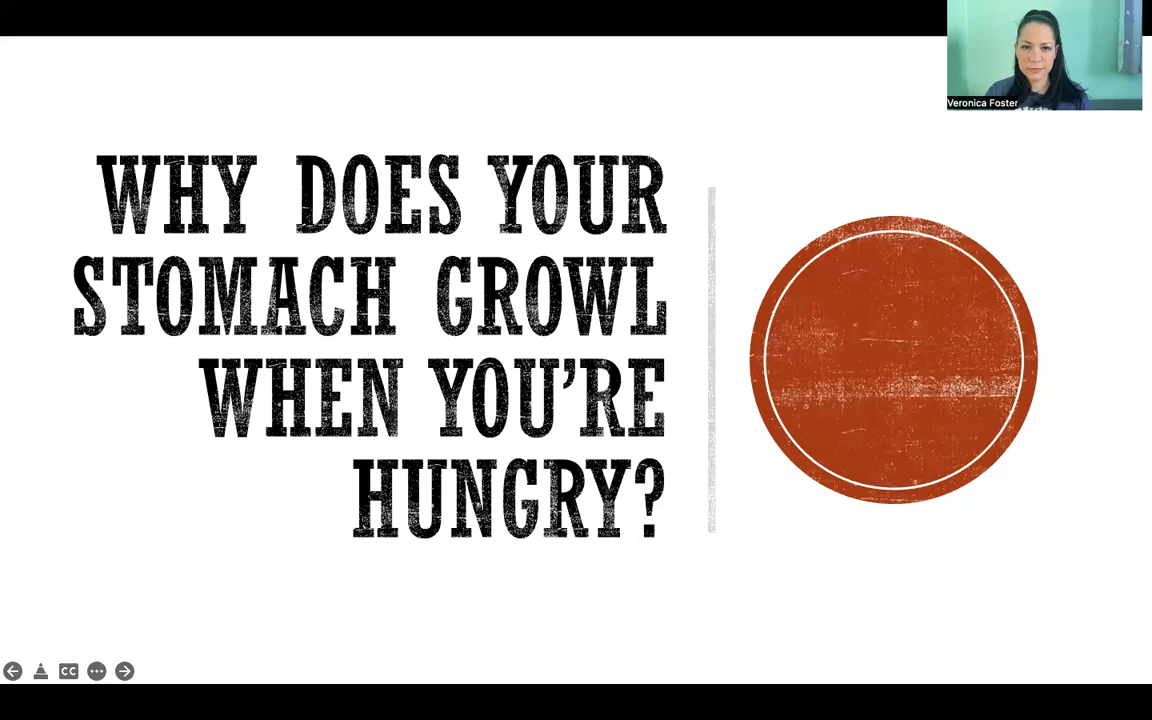 Veronica Foster
WHY DOES YOUR
STOMACH GROWL
WHEN YOU'RE
HUNGRY?
CC